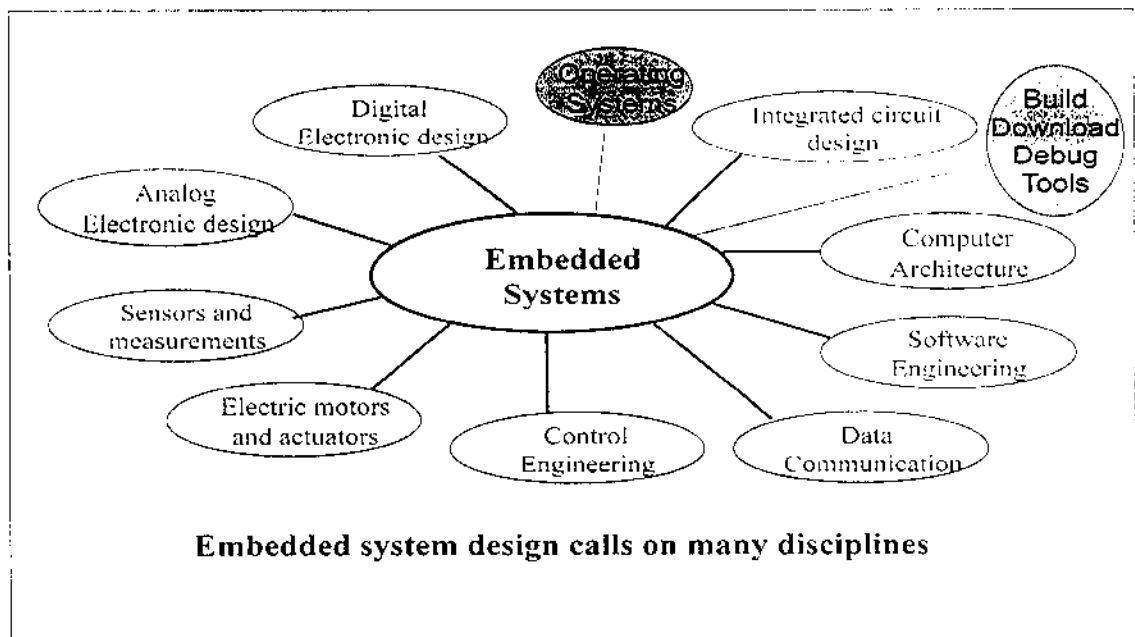 Operating
Systems
Digital
Electronic design
Integrated circuit
design
Build
Download
Debug
Tools
Analog
Electronic design
Embedded
Systems
Computer
Architecture
Sensors and
measurements
Software
Engineering
Electric motors
and actuators
Control
Engineering
Data
Communication
Embedded system design calls on many disciplines